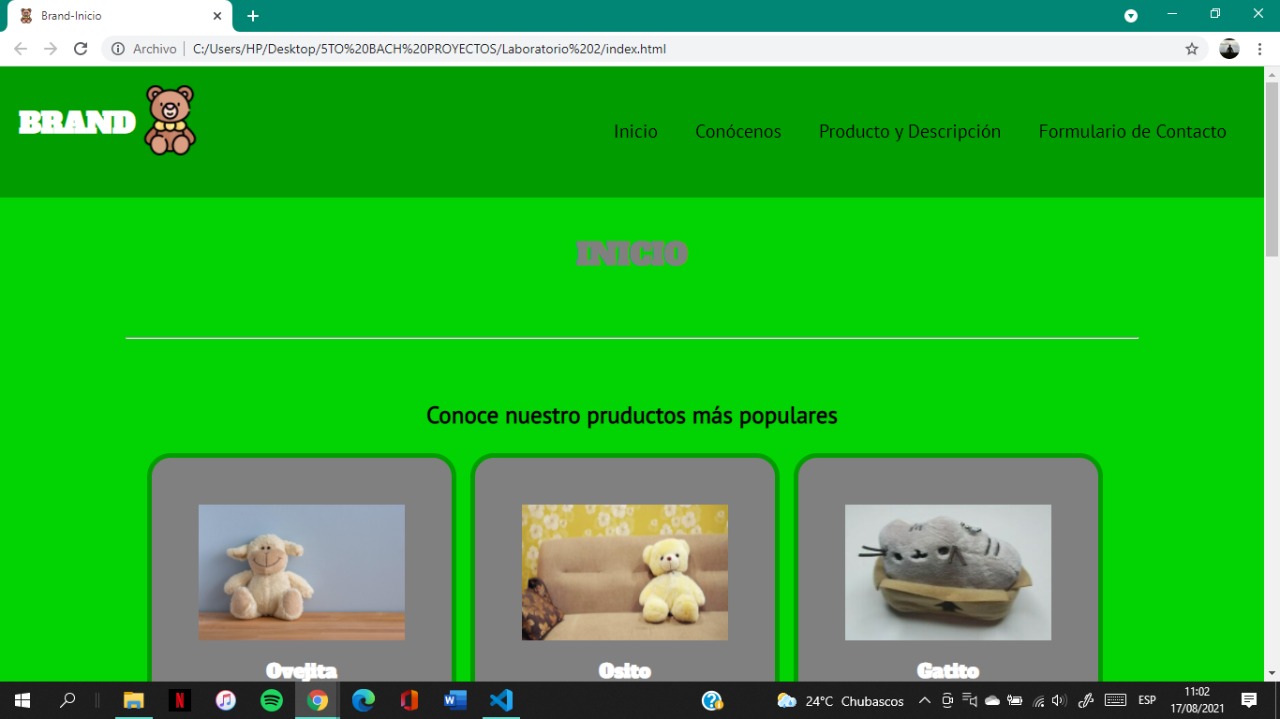 Brand-Inicio
Archivo
C:/Users/HP/Desktop/5TO%20BACH%20PROYECTOS/Laboratorio%202/index.html
BRAND
Inicio
Conócenos
Producto y Descripción
Formulario de Contacto
INICIO
Conoce nuestro pruductos más populares
Ovejita
Osito
Gatito
24°C Chubascos
ESP
11:02
17/08/2021